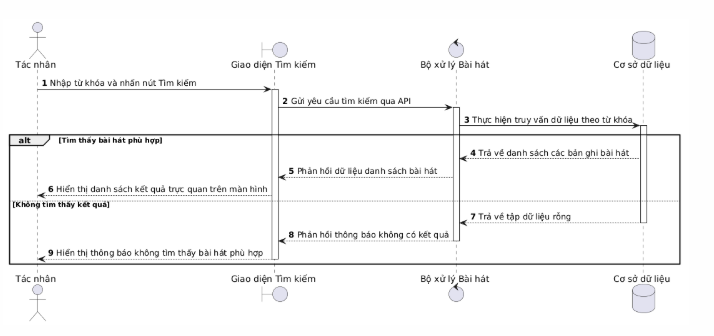 Tác nhân
Giao diện Tìm kiếm
Bộ xử lý Bài hát
Cơ sở dữ liệu
1 Nhập từ khóa và nhấn nút Tìm kiếm
2 Gửi yêu cầu tìm kiếm qua API
3 Thực hiện truy vấn dữ liệu theo từ khóa
alt [Tìm thấy bài hát phù hợp]
4 Trả về danh sách các bản ghi bài hát
5 Phản hồi dữ liệu danh sách bài hát
6 Hiển thị danh sách kết quả trực quan trên màn hình
[Không tìm thấy kết quả]
7 Trả về tập dữ liệu rỗng
8 Phản hồi thông báo không có kết quả
9 Hiển thị thông báo không tìm thấy bài hát phù hợp
Tác nhân
Giao diện Tìm kiếm
Bộ xử lý Bài hát
Cơ sở dữ liệu